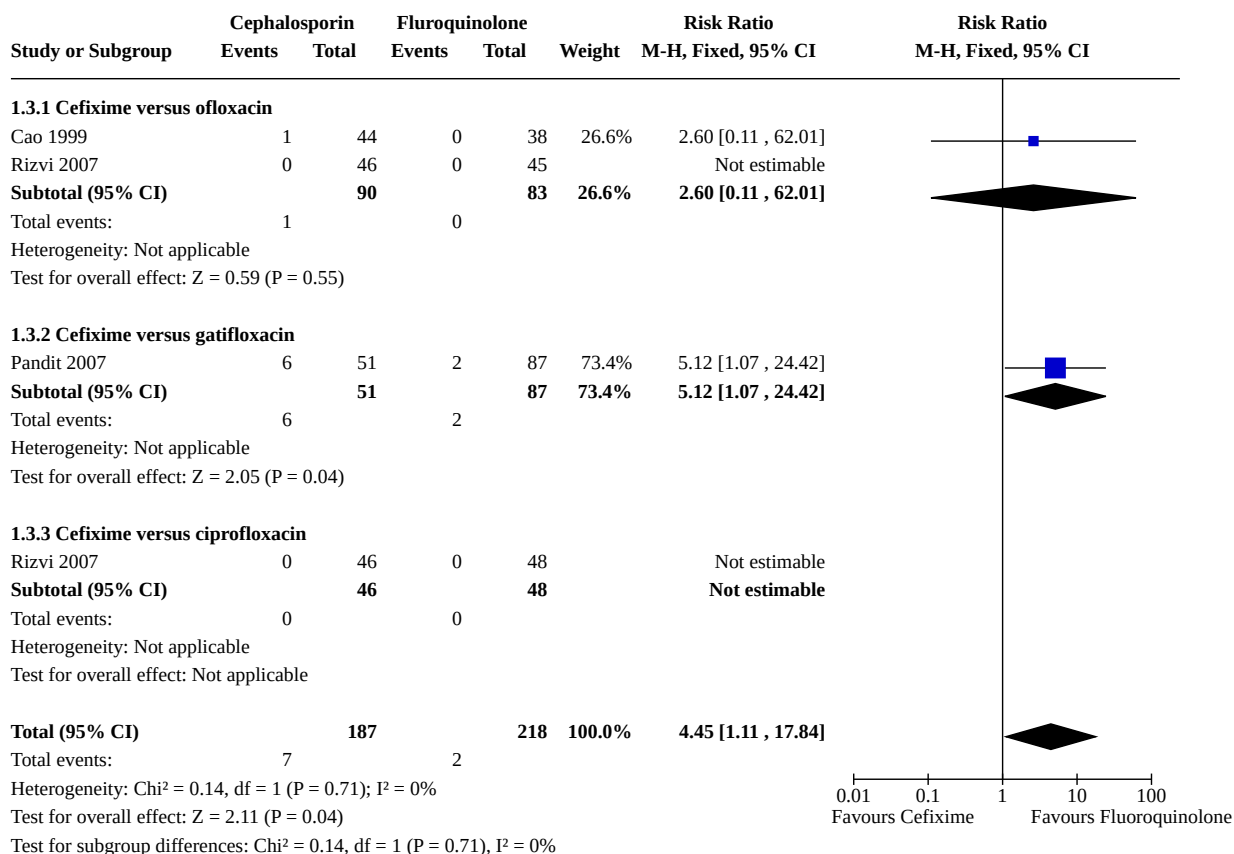 Cephalosporin Fluroquinolone Risk Ratio Risk Ratio
Study or Subgroup Events Total Events Total Weight M-H, Fixed, 95% CI M-H, Fixed, 95% CI
1.3.1 Cefixime versus ofloxacin
Cao 1999 1 44 0 38 26.6% 2.60 [0.11 , 62.01]
Rizvi 2007 0 46 0 45 Not estimable
Subtotal (95% CI) 90 83 26.6% 2.60 [0.11 , 62.01]
Total events: 1 0
Heterogeneity: Not applicable
Test for overall effect: Z = 0.59 (P = 0.55)
1.3.2 Cefixime versus gatifloxacin
Pandit 2007 6 51 2 87 73.4% 5.12 [1.07 , 24.42]
Subtotal (95% CI) 51 87 73.4% 5.12 [1.07 , 24.42]
Total events: 6 2
Heterogeneity: Not applicable
Test for overall effect: Z = 2.05 (P = 0.04)
1.3.3 Cefixime versus ciprofloxacin
Rizvi 2007 0 46 0 48 Not estimable
Subtotal (95% CI) 46 48 Not estimable
Total events: 0 0
Heterogeneity: Not applicable
Test for overall effect: Not applicable
Total (95% CI) 187 218 100.0% 4.45 [1.11 , 17.84]
Total events: 7 2
Heterogeneity: Chi² = 0.14, df = 1 (P = 0.71); I² = 0%
Test for overall effect: Z = 2.11 (P = 0.04)
Test for subgroup differences: Chi² = 0.14, df = 1 (P = 0.71), I² = 0%
0.01 0.1 1 10 100
Favours Cefixime Favours Fluoroquinolone